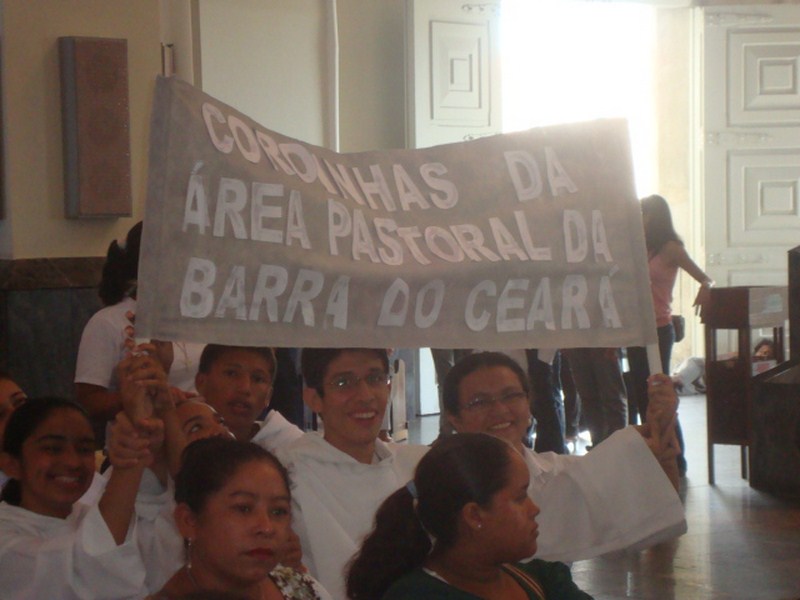 COROINHAS DA
ÁREA PASTORAL DA
BARRA DO CEARÁ